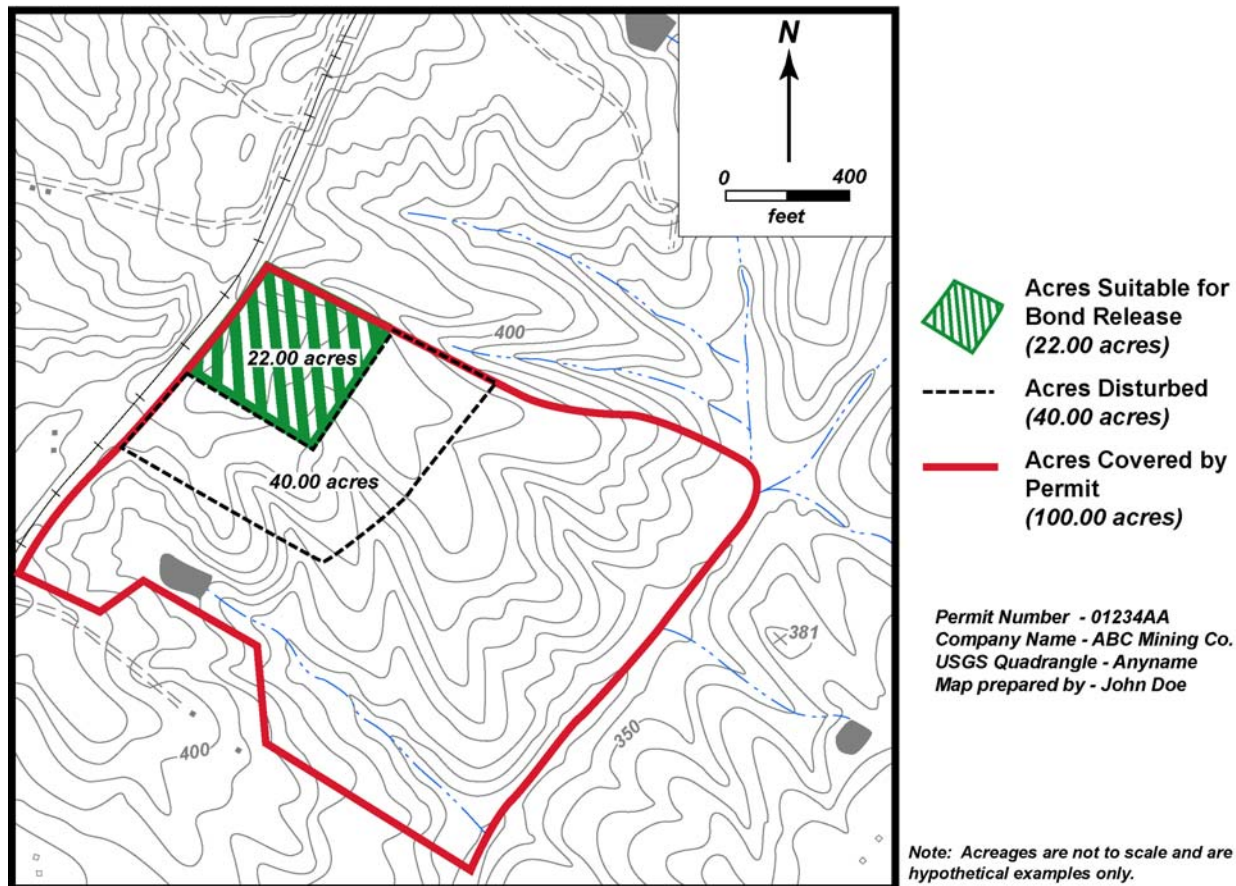 N
0 400
feet
400
22.00 acres
40.00 acres
381
350
400
Acres Suitable for
Bond Release
(22.00 acres)
Acres Disturbed
(40.00 acres)
Acres Covered by
Permit
(100.00 acres)
Permit Number - 01234AA
Company Name - ABC Mining Co.
USGS Quadrangle - Anyname
Map prepared by - John Doe
Note: Acreages are not to scale and are
hypothetical examples only.